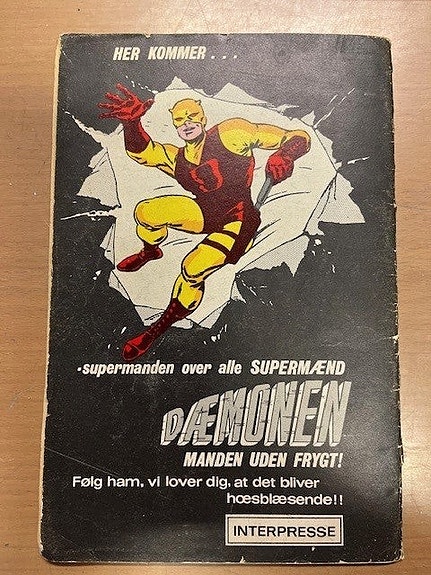 HER KOMMER . . .
·supermanden over alle SUPERMÆND
DÆMONEN
MANDEN UDEN FRYGT!
Følg ham, vi lover dig, at det bliver
hœsblæsende!!
INTERPRESSE